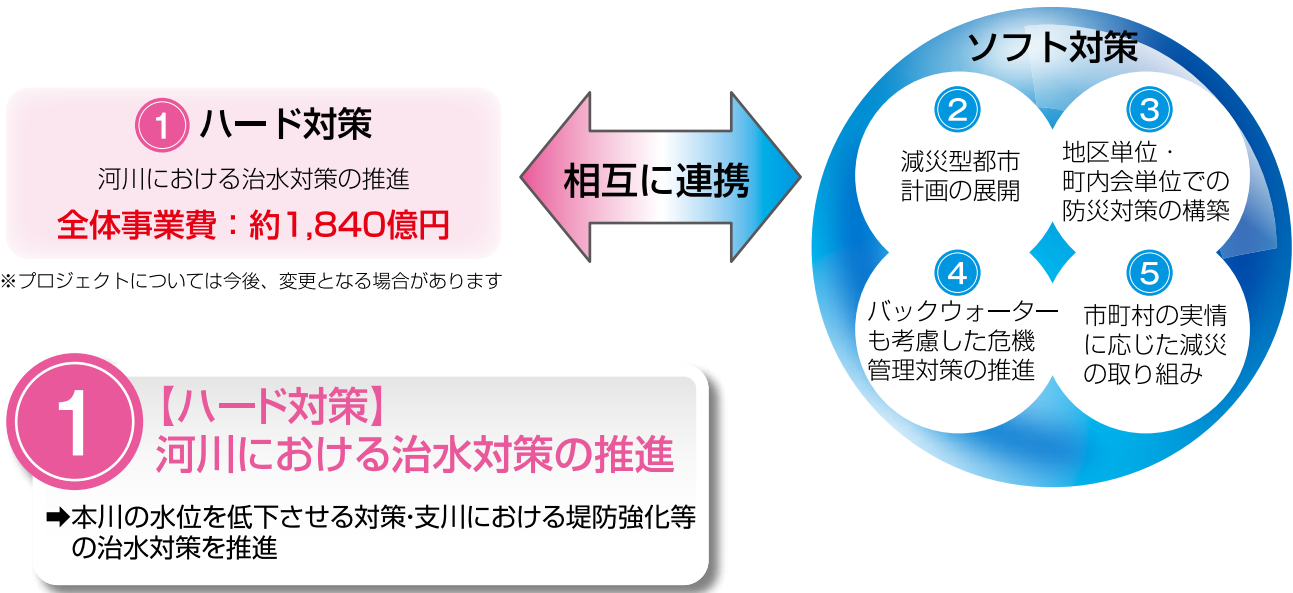 ① ハード対策
河川における治水対策の推進
全体事業費：約1,840億円
※プロジェクトについては今後、変更となる場合があります
相互に連携
ソフト対策
②
減災型都市
計画の展開
③
地区単位・
町内会単位での
防災対策の構築
④
バックウォーター
も考慮した危機
管理対策の推進
⑤
市町村の実情
に応じた減災
の取り組み
1
【ハード対策】
河川における治水対策の推進
➡本川の水位を低下させる対策･支川における堤防強化等
の治水対策を推進